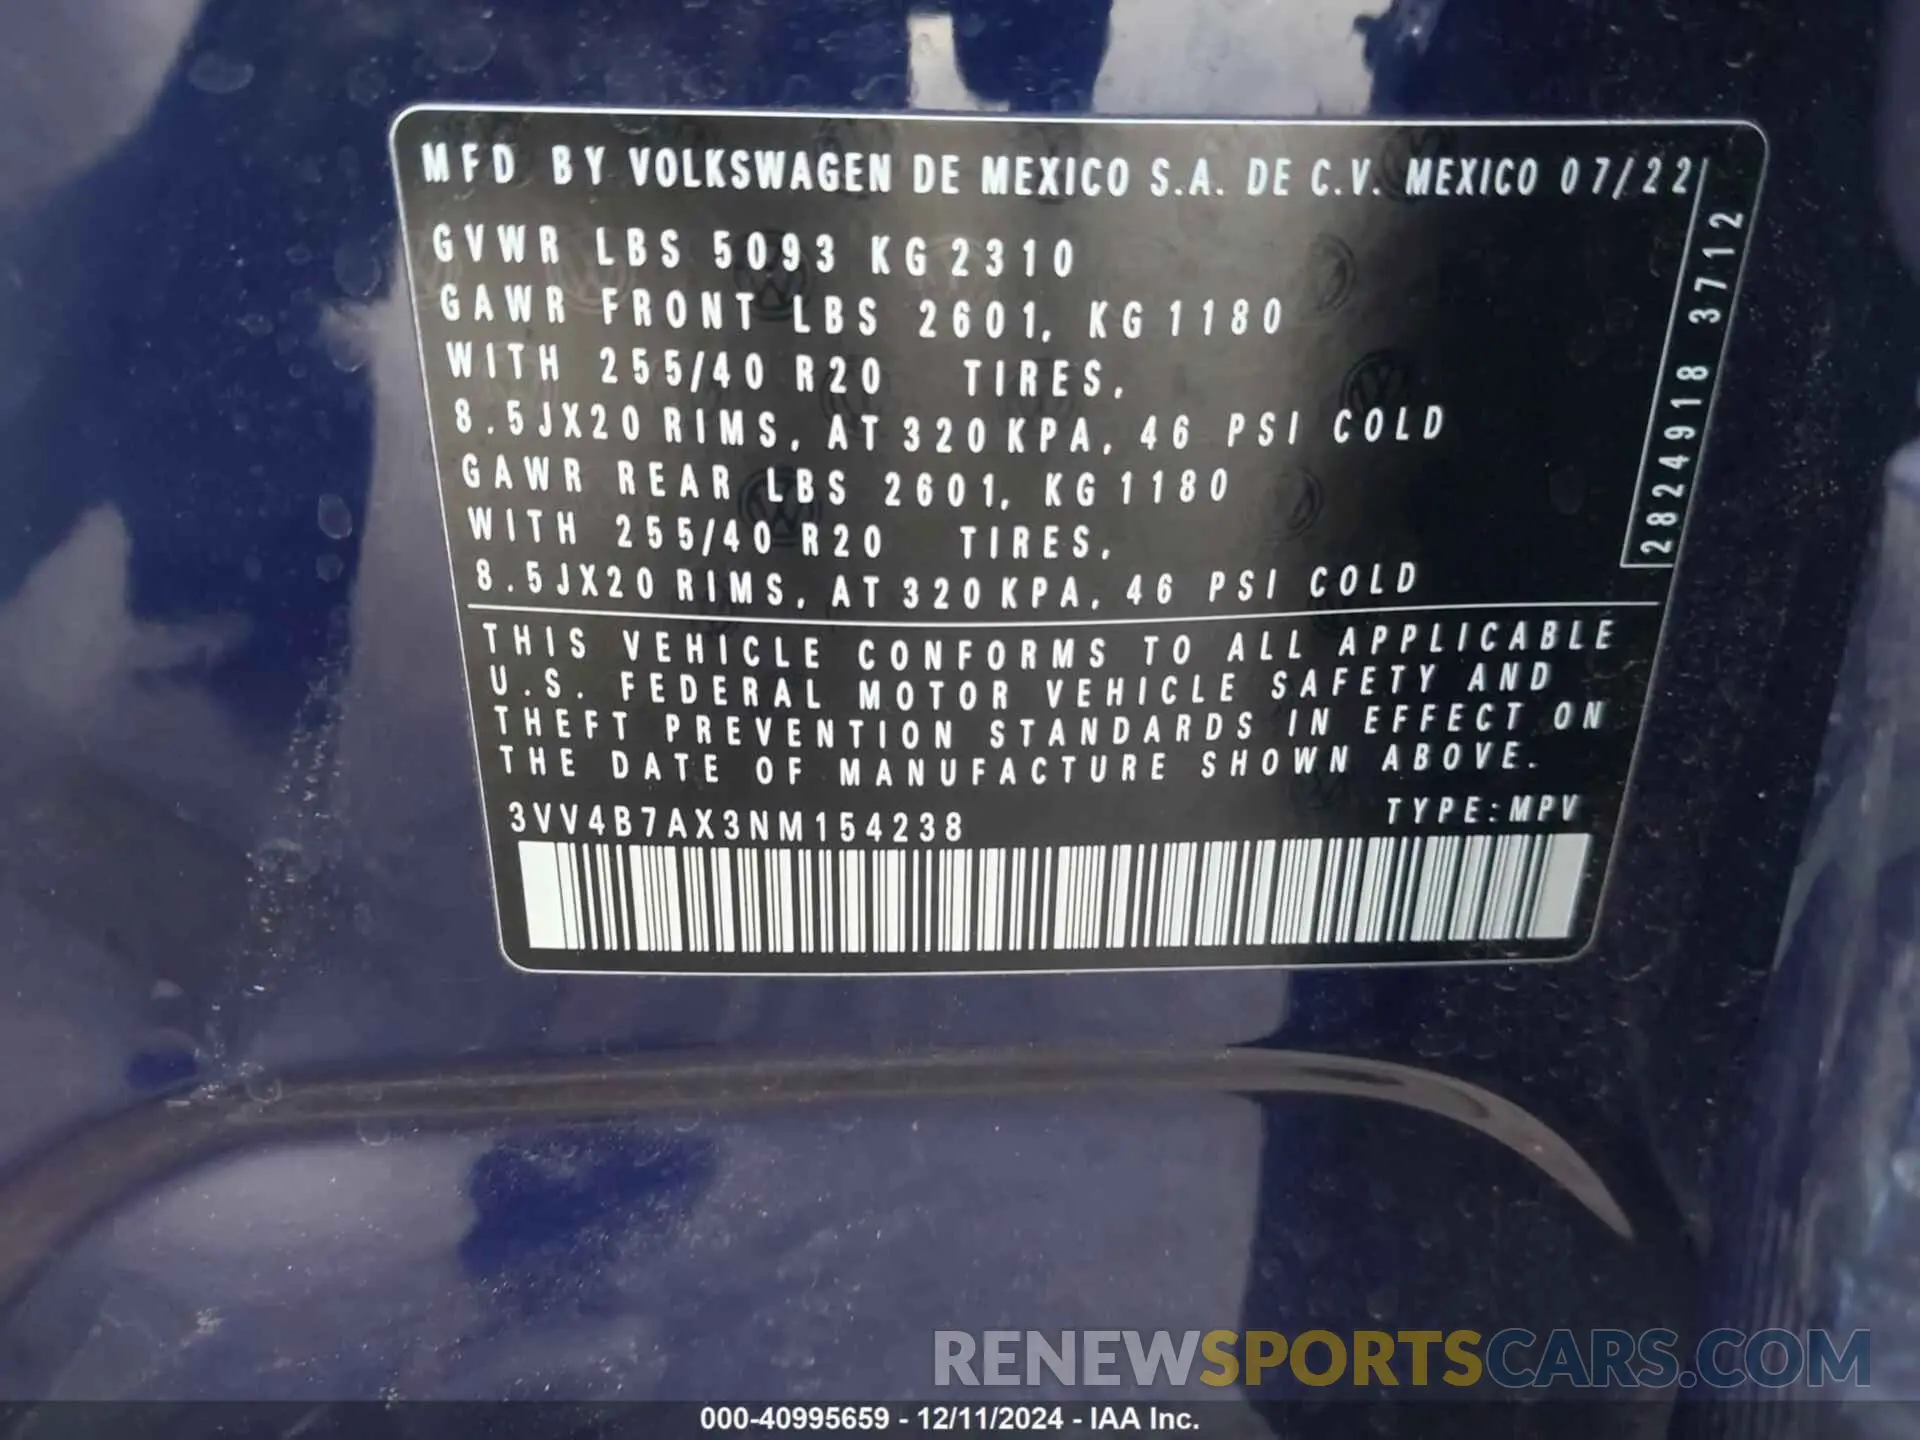 MFD BY VOLKSWAGEN DE MEXICO S.A. DE C.V. MEXICO 07/22
GVWR LBS 5093 KG 2310
GAWR FRONT LBS 2601, KG 1180
WITH 255/40 R20 TIRES,
8.5JX20 RIMS, AT 320 KPA, 46 PSI COLD
GAWR REAR LBS 2601, KG 1180
WITH 255/40 R20 TIRES,
8.5JX20 RIMS, AT 320 KPA, 46 PSI COLD
2824918 3712
THIS VEHICLE CONFORMS TO ALL APPLICABLE
U.S. FEDERAL MOTOR VEHICLE SAFETY AND
THEFT PREVENTION STANDARDS IN EFFECT ON
THE DATE OF MANUFACTURE SHOWN ABOVE.
3VV4B7AX3NM154238 TYPE:MPV
RENEWSPORTSCARS.COM
000-40995659 - 12/11/2024 - IAA Inc.